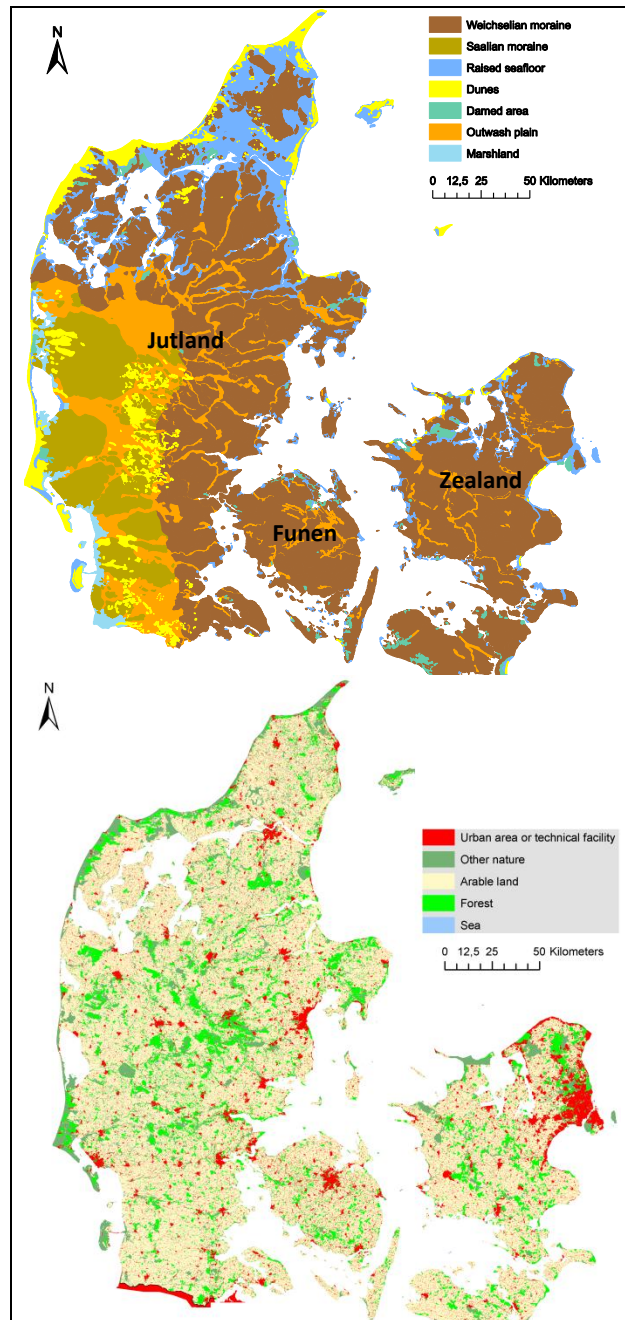 N
Weichselian moraine
Saalian moraine
Raised seafloor
Dunes
Damed area
Outwash plain
Marshland
0 12,5 25 50 Kilometers
Jutland
Zealand
Funen
N
Urban area or technical facility
Other nature
Arable land
Forest
Sea
0 12,5 25 50 Kilometers